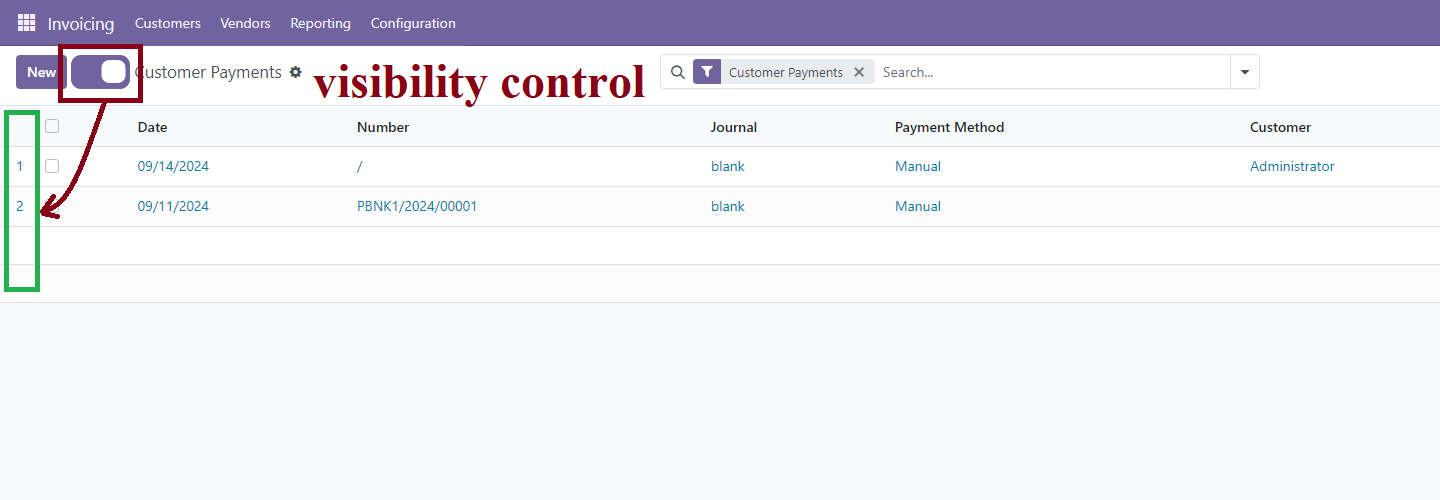 Invoicing Customers Vendors Reporting Configuration
New Customer Payments visibility control Customer Payments Search...
Date Number Journal Payment Method Customer
1 09/14/2024 / blank Manual Administrator
2 09/11/2024 PBNK1/2024/00001 blank Manual